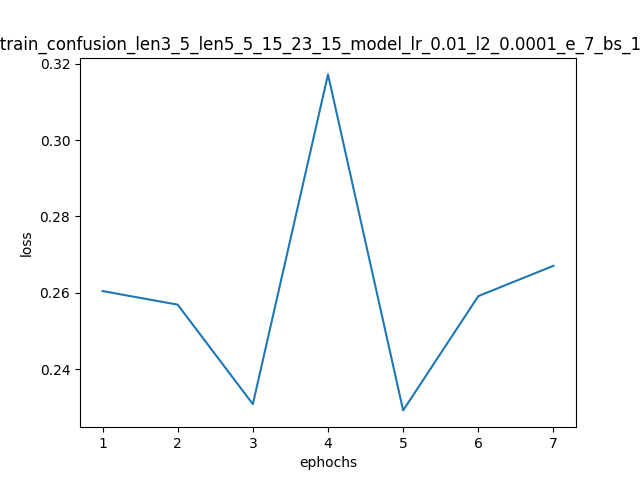 train_confusion_len3_5_len5_5_15_23_15_model_lr_0.01_l2_0.0001_e_7_bs_1
0.32
0.30
0.28
0.26
0.24
loss
1 2 3 4 5 6 7
ephochs